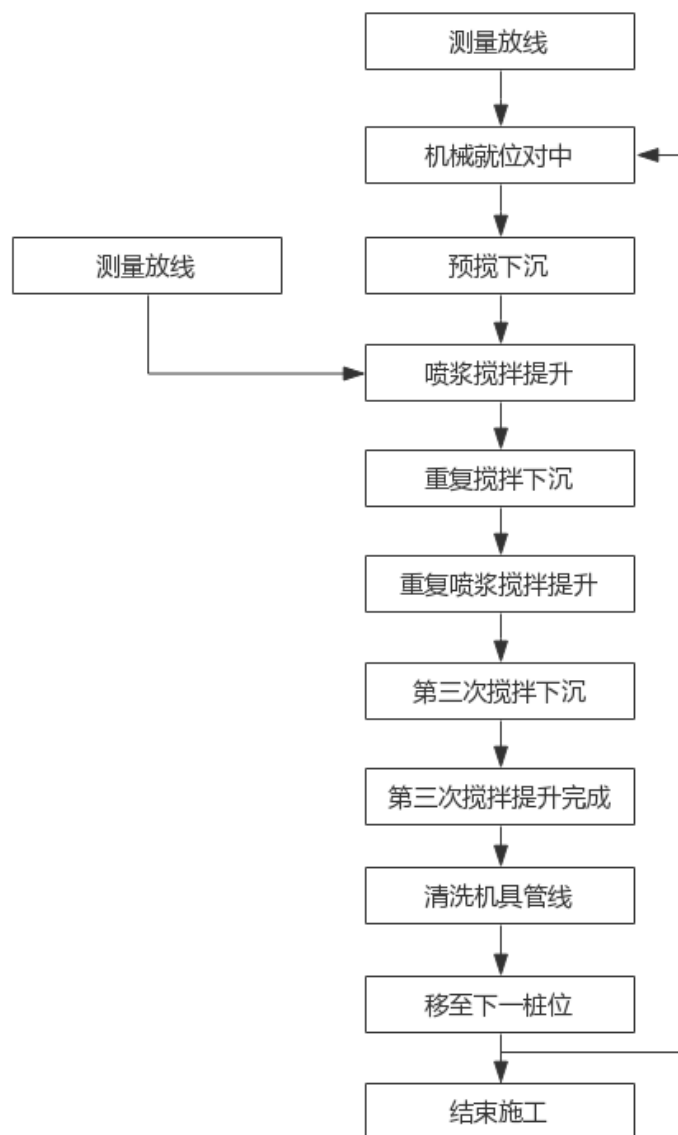 测量放线
机械就位对中
测量放线
预搅下沉
喷浆搅拌提升
重复搅拌下沉
重复喷浆搅拌提升
第三次搅拌下沉
第三次搅拌提升完成
清洗机具管线
移至下一桩位
结束施工